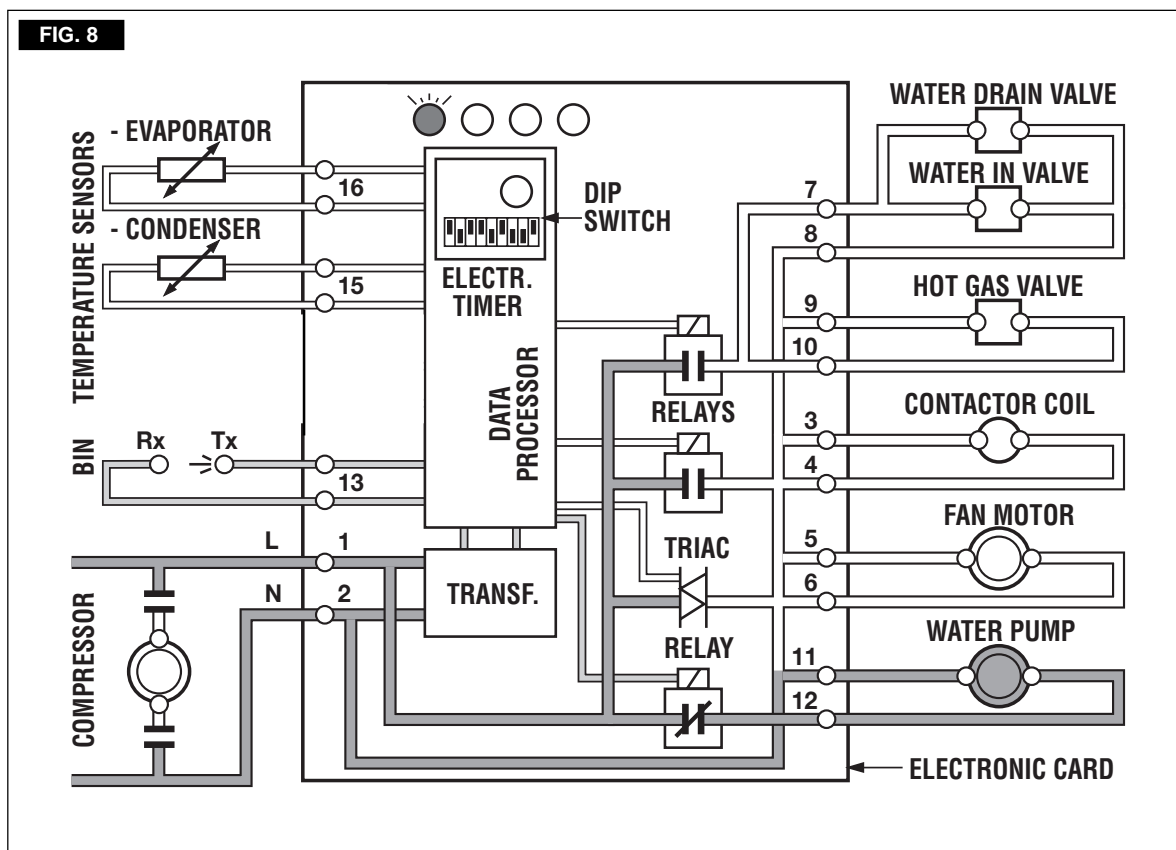 FIG. 8
WATER DRAIN VALVE
- EVAPORATOR
16
DIP
SWITCH
7
WATER IN VALVE
TEMPERATURE SENSORS
- CONDENSER
15
ELECTR.
TIMER
8
HOT GAS VALVE
9
10
DATA
PROCESSOR
RELAYS
CONTACTOR COIL
BIN
Rx
Tx
13
3
4
FAN MOTOR
L
1
TRIAC
5
N
2
TRANSF.
6
WATER PUMP
COMPRESSOR
RELAY
11
12
ELECTRONIC CARD